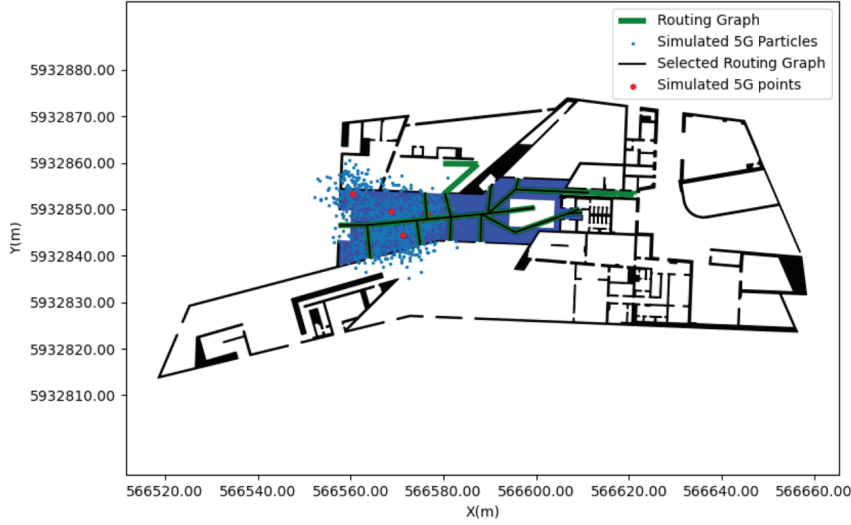 Routing Graph
Simulated 5G Particles
Selected Routing Graph
Simulated 5G points
Y(m)
5932880.00
5932870.00
5932860.00
5932850.00
5932840.00
5932830.00
5932820.00
5932810.00
566520.00 566540.00 566560.00 566580.00 566600.00 566620.00 566640.00 566660.00
X(m)